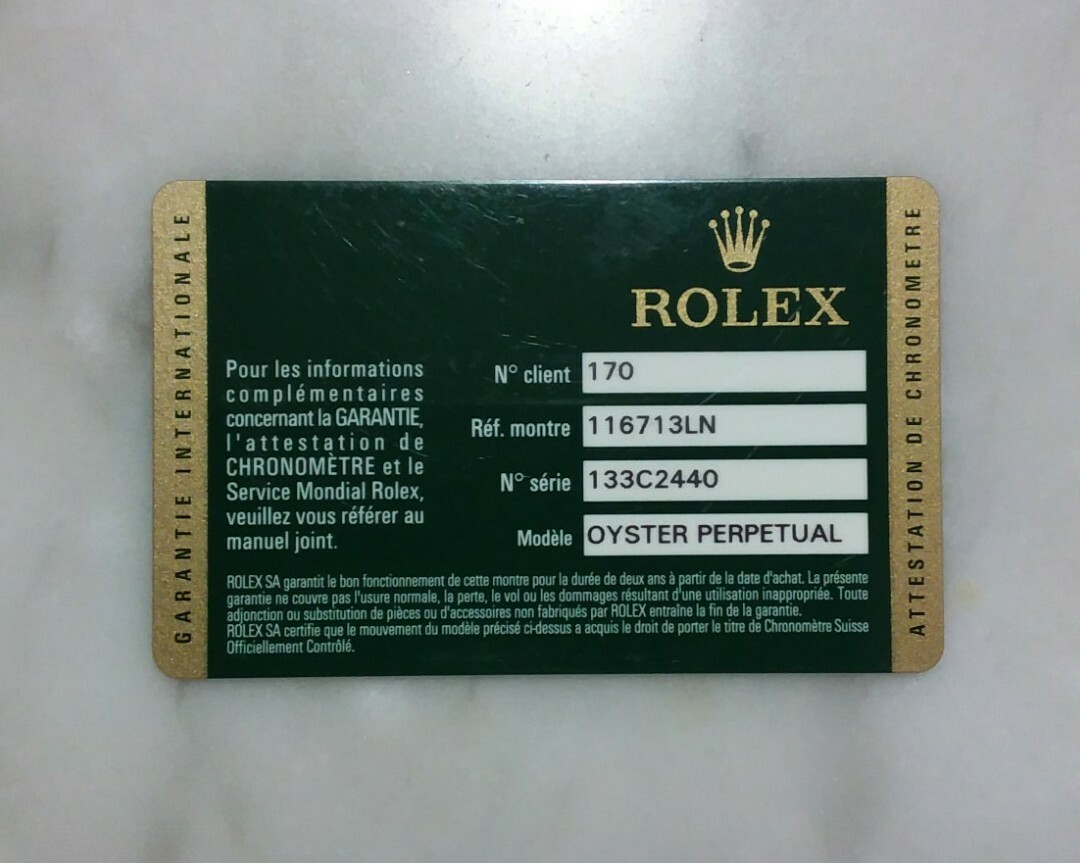 GARANTIE INTERNATIONALE
ROLEX
Pour les informations
complémentaires
concernant la GARANTIE,
l'attestation de
CHRONOMÈTRE et le
Service Mondial Rolex,
veuillez vous référer au
manuel joint.
N° client 170
Réf. montre 116713LN
N° série 133C2440
Modèle OYSTER PERPETUAL
ROLEX SA garantit le bon fonctionnement de cette montre pour la durée de deux ans à partir de la date d'achat. La présente
garantie ne couvre pas l'usure normale, la perte, le vol ou les dommages résultant d'une utilisation inappropriée. Toute
adjonction ou substitution de pièces ou d'accessoires non fabriqués par ROLEX entraîne la fin de la garantie.
ROLEX SA certifie que le mouvement du modèle précisé ci-dessus a acquis le droit de porter le titre de Chronomètre Suisse
Officiellement Contrôlé.
ATTESTATION DE CHRONOMETRE